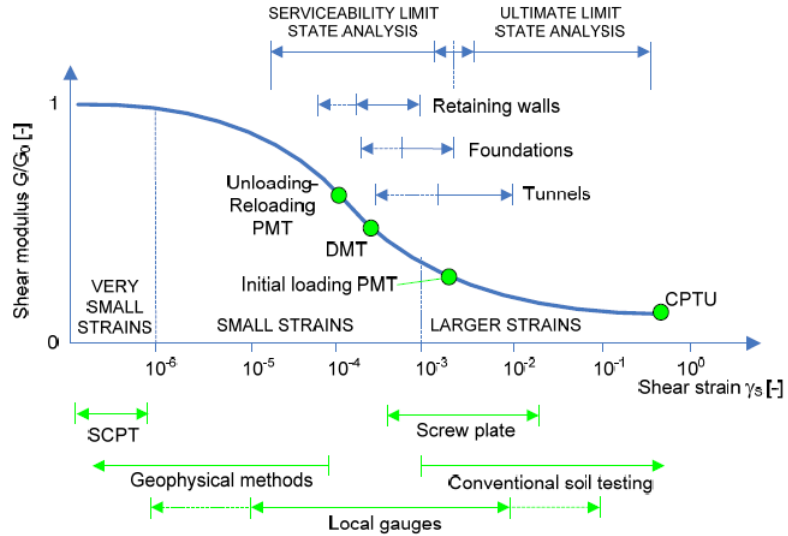 SERVICEABILITY LIMIT
STATE ANALYSIS
ULTIMATE LIMIT
STATE ANALYSIS
Shear modulus G/G₀ [-]
1
Retaining walls
Foundations
Unloading-
Reloading
PMT
Tunnels
DMT
Initial loading PMT
CPTU
VERY
SMALL
STRAINS
SMALL STRAINS
LARGER STRAINS
0
10⁻⁶
10⁻⁵
10⁻⁴
10⁻³
10⁻²
10⁻¹
10⁰
Shear strain γₛ [-]
SCPT
Screw plate
Geophysical methods
Conventional soil testing
Local gauges